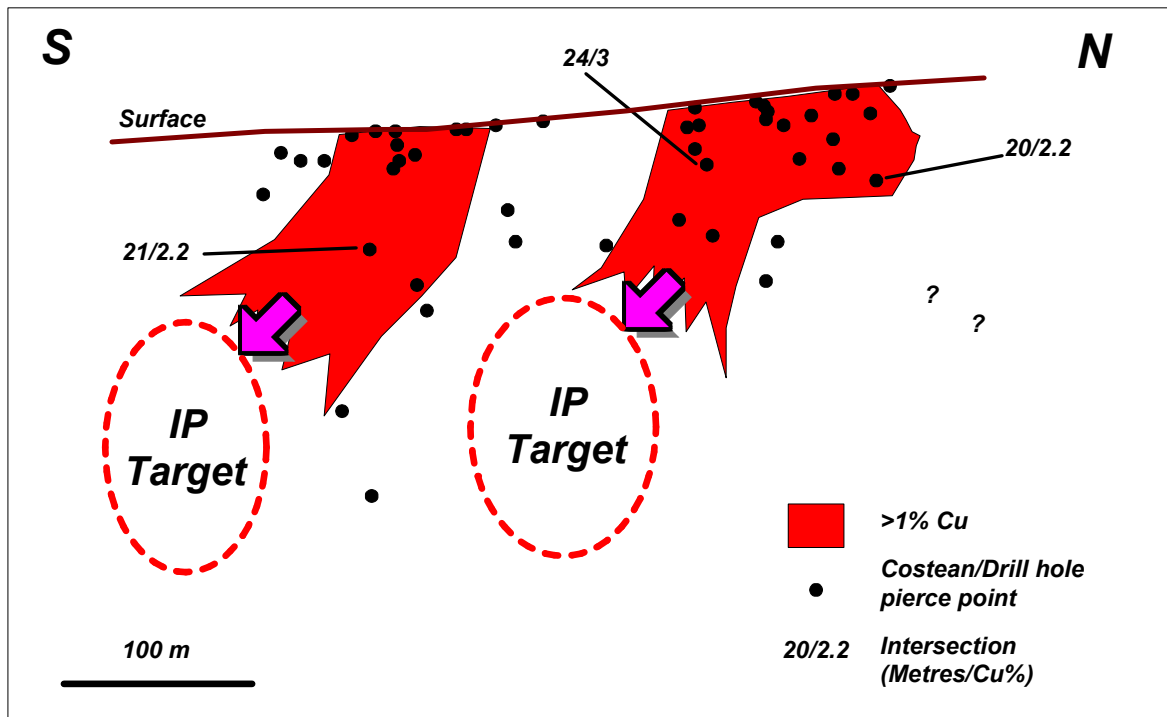 S
N
24/3
Surface
20/2.2
21/2.2
?
?
IP
Target
IP
Target
>1% Cu
Costean/Drill hole
pierce point
20/2.2
Intersection
(Metres/Cu%)
100 m